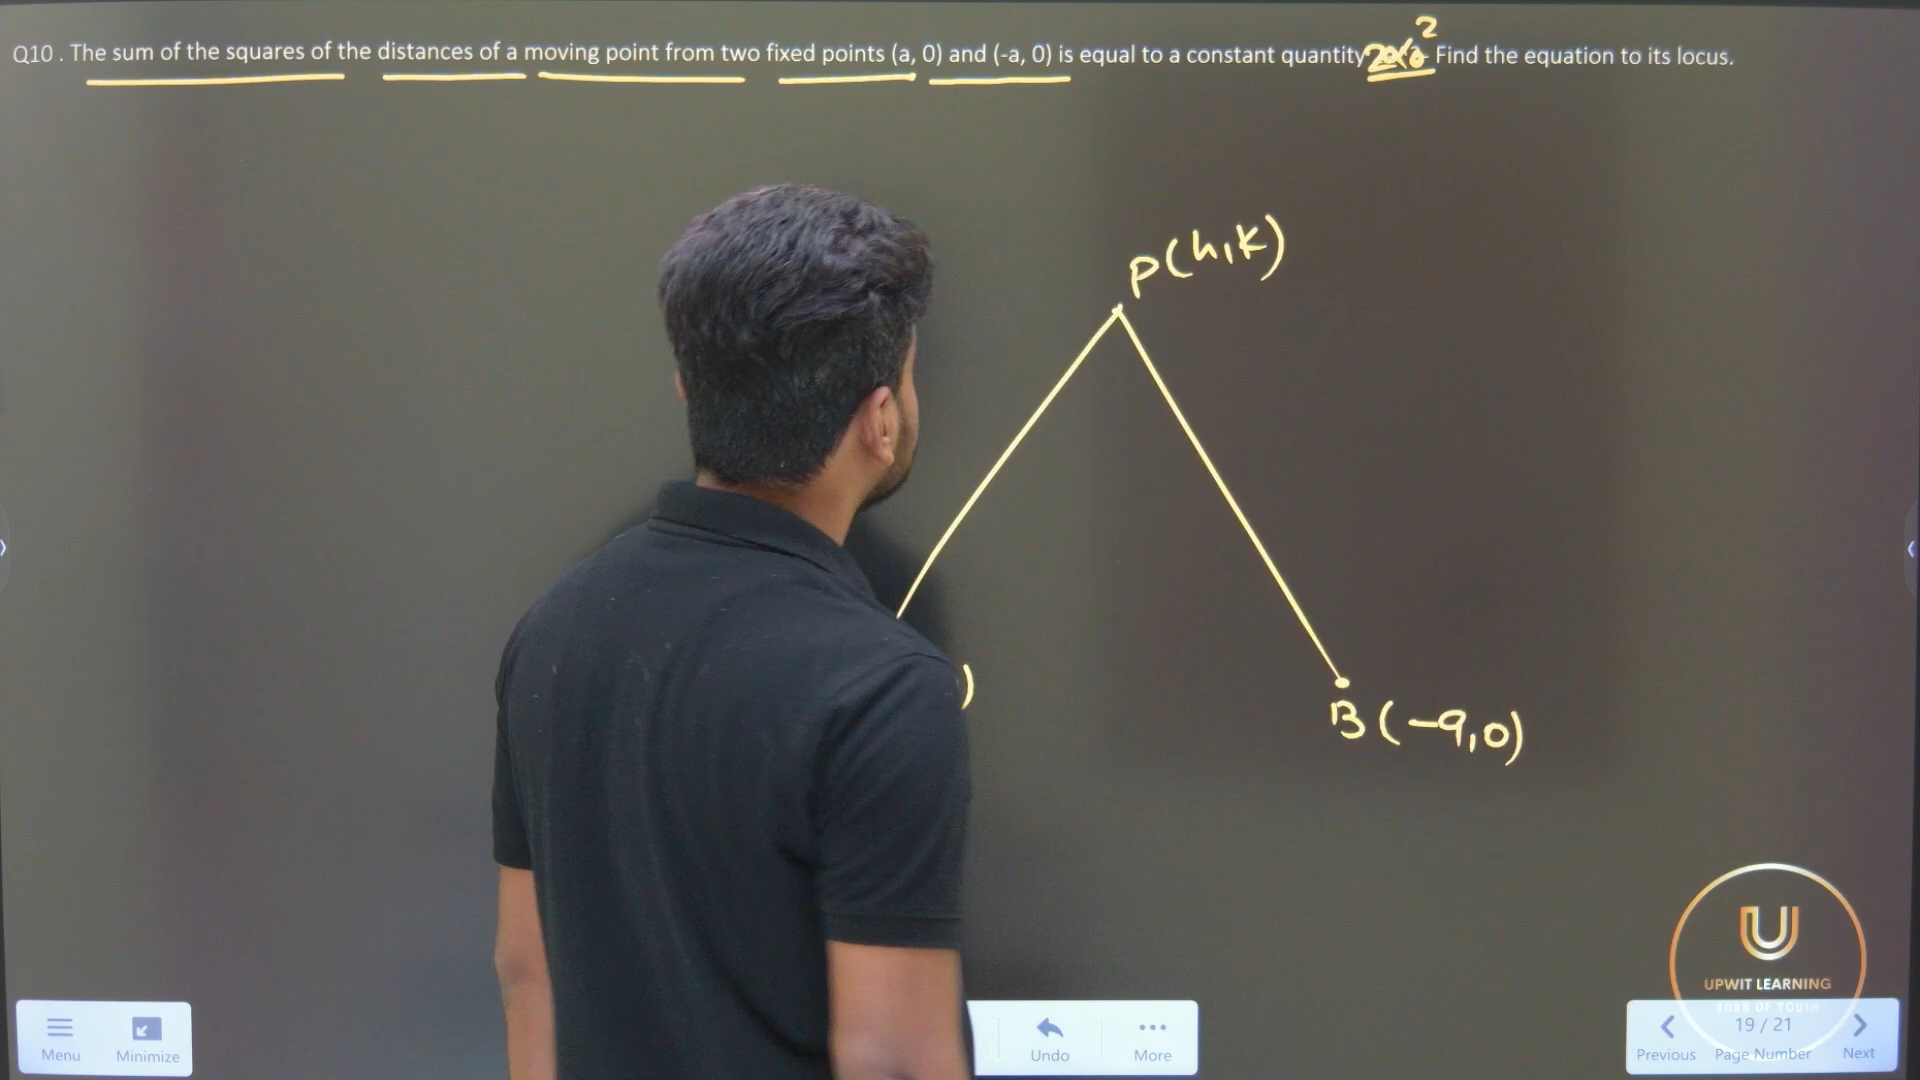 Q10 . The sum of the squares of the distances of a moving point from two fixed points (a, 0) and (-a, 0) is equal to a constant quantity Find the equation to its locus.
2
P(h,k)
)
B(-a,0)
U
UPWIT LEARNING
Menu
Minimize
Undo
More
19 / 21
Previous
Page Number
Next